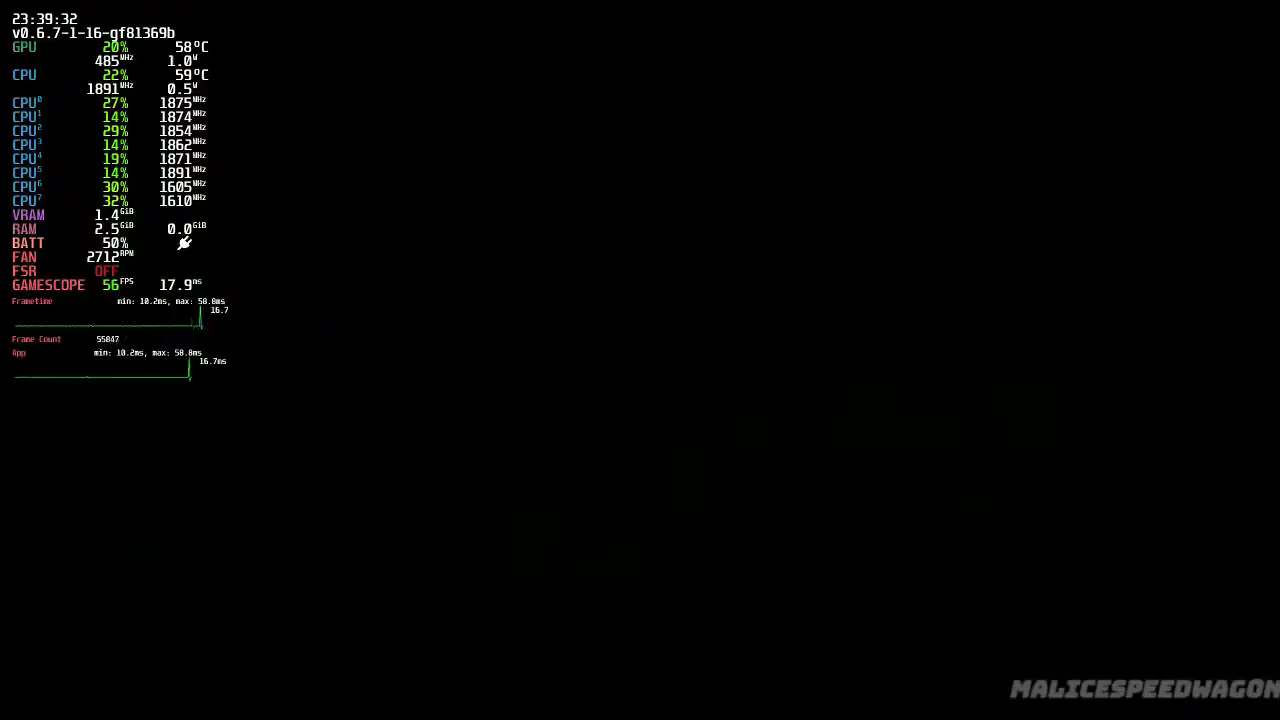 23:39:32
v0.6.7-1-16-gf81369b
GPU 20% 58°C
485MHz 1.0W
CPU 22% 59°C
1891MHz 0.5W
CPU0 27% 1875MHz
CPU1 14% 1874MHz
CPU2 29% 1854MHz
CPU3 14% 1862MHz
CPU4 19% 1871MHz
CPU5 14% 1891MHz
CPU6 30% 1605MHz
CPU7 32% 1610MHz
VRAM 1.4GiB
RAM 2.5GiB 0.0GiB
BATT 50%
FAN 2712RPM
FSR OFF
GAMESCOPE 56FPS 17.9ms
Frametime min: 10.2ms, max: 58.8ms
16.7
Frame Count 55047
App min: 10.2ms, max: 58.8ms
16.7ms
MALICESPEEDWAGON